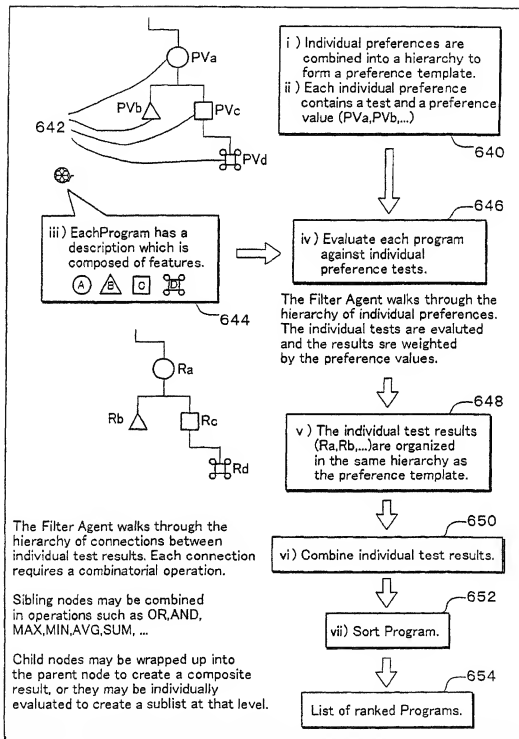 PVa
PVb
PVc
642
PVd
i ) Individual preferences are
combined into a hierarchy to
form a preference template.
ii ) Each individual preference
contains a test and a preference
value (PVa,PVb,...)
640
646
iii ) EachProgram has a
description which is
composed of features.
A B C D
644
iv ) Evaluate each program
against individual
preference tests.
The Filter Agent walks through the
hierarchy of individual preferences.
The individual tests are evaluted
and the results sre weighted
by the preference values.
Ra
Rb
Rc
Rd
648
v ) The individual test results
(Ra,Rb,...)are organized
in the same hierarchy as
the preference template.
The Filter Agent walks through the
hierarchy of connections between
individual test results. Each connection
requires a combinatorial operation.
Sibling nodes may be combined
in operations such as OR,AND,
MAX,MIN,AVG,SUM, ...
Child nodes may be wrapped up into
the parent node to create a composite
result, or they may be individually
evaluated to create a sublist at that level.
650
vi ) Combine individual test results.
652
vii ) Sort Program.
654
List of ranked Programs.